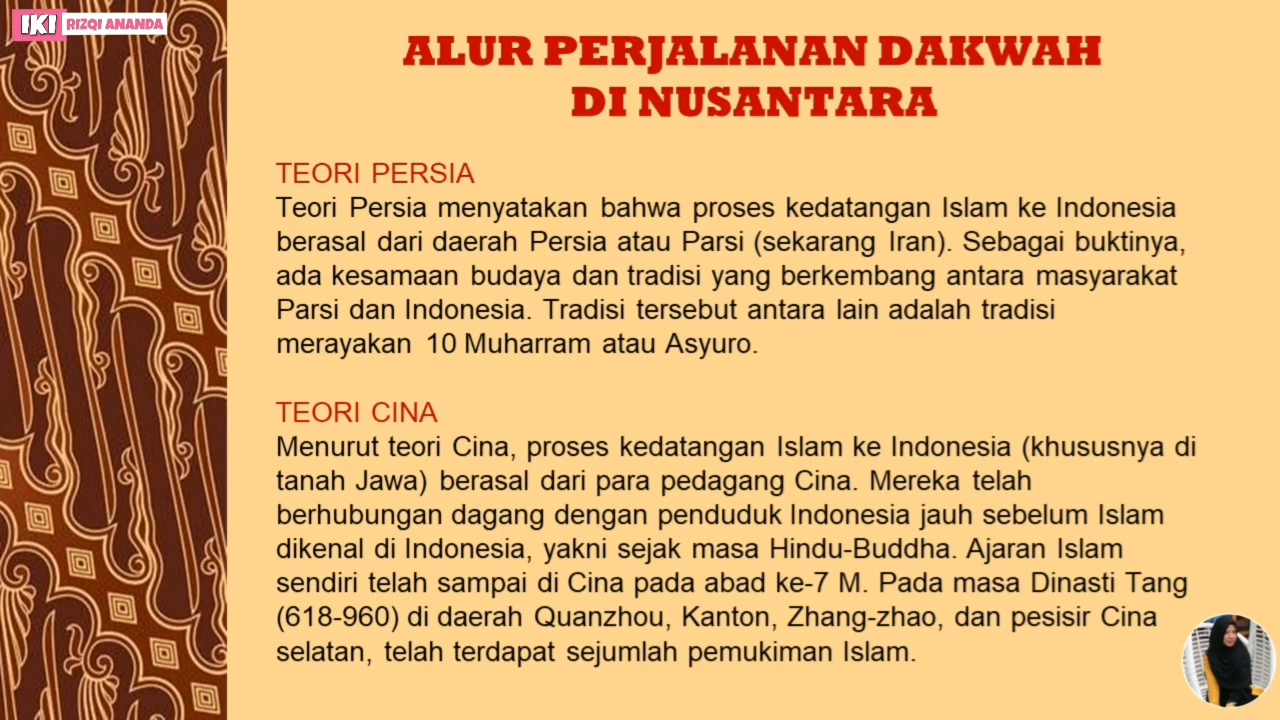 IKI RIZQI ANANDA
ALUR PERJALANAN DAKWAH
DI NUSANTARA
TEORI PERSIA
Teori Persia menyatakan bahwa proses kedatangan Islam ke Indonesia
berasal dari daerah Persia atau Parsi (sekarang Iran). Sebagai buktinya,
ada kesamaan budaya dan tradisi yang berkembang antara masyarakat
Parsi dan Indonesia. Tradisi tersebut antara lain adalah tradisi
merayakan 10 Muharram atau Asyuro.
TEORI CINA
Menurut teori Cina, proses kedatangan Islam ke Indonesia (khususnya di
tanah Jawa) berasal dari para pedagang Cina. Mereka telah
berhubungan dagang dengan penduduk Indonesia jauh sebelum Islam
dikenal di Indonesia, yakni sejak masa Hindu-Buddha. Ajaran Islam
sendiri telah sampai di Cina pada abad ke-7 M. Pada masa Dinasti Tang
(618-960) di daerah Quanzhou, Kanton, Zhang-zhao, dan pesisir Cina
selatan, telah terdapat sejumlah pemukiman Islam.